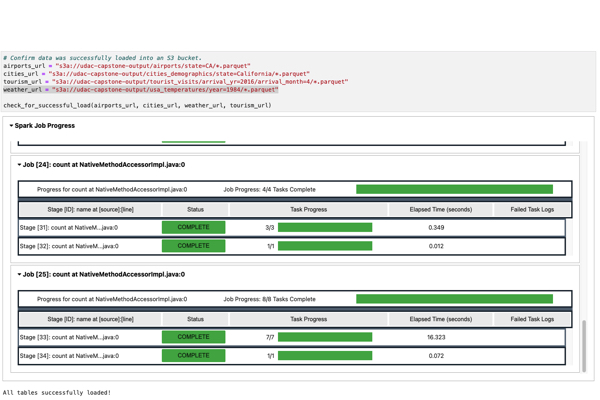 # Confirm data was successfully loaded into an S3 bucket.
airports_url = "s3a://udac-capstone-output/airports/state=CA/*.parquet"
cities_url = "s3a://udac-capstone-output/cities_demographics/state=California/*.parquet"
tourism_url = "s3a://udac-capstone-output/tourist_visits/arrival_yr=2016/arrival_month=4/*.parquet"
weather_url = "s3a://udac-capstone-output/usa_temperatures/year=1984/*.parquet"
check_for_successful_load(airports_url, cities_url, weather_url, tourism_url)
Spark Job Progress
Job [24]: count at NativeMethodAccessorImpl.java:0
Progress for count at NativeMethodAccessorImpl.java:0 Job Progress: 4/4 Tasks Complete
Stage [ID]: name at [source]:[line] Status Task Progress Elapsed Time (seconds) Failed Task Logs
Stage [31]: count at NativeM...java:0 COMPLETE 3/3 0.349
Stage [32]: count at NativeM...java:0 COMPLETE 1/1 0.012
Job [25]: count at NativeMethodAccessorImpl.java:0
Progress for count at NativeMethodAccessorImpl.java:0 Job Progress: 8/8 Tasks Complete
Stage [ID]: name at [source]:[line] Status Task Progress Elapsed Time (seconds) Failed Task Logs
Stage [33]: count at NativeM...java:0 COMPLETE 7/7 16.323
Stage [34]: count at NativeM...java:0 COMPLETE 1/1 0.072
All tables successfully loaded!